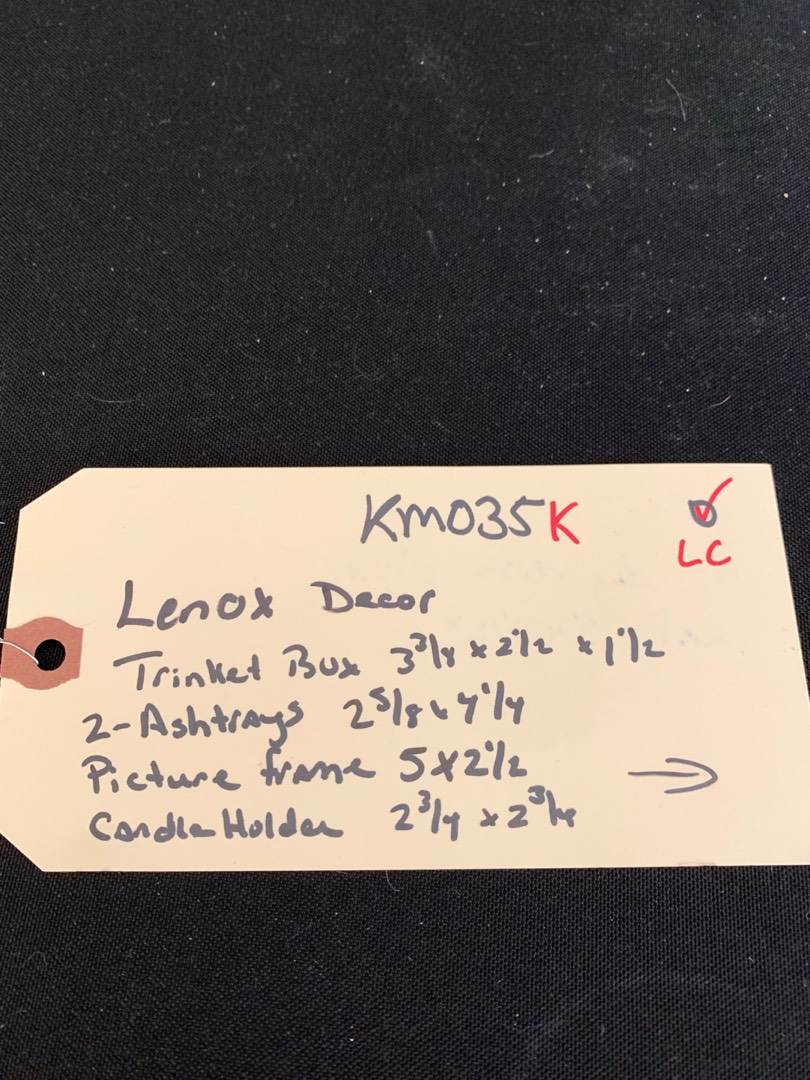 KM035K
LC
Lenox Decor
Trinket Box 3 3/8 x 2 1/2 x 1 1/2
2-Ashtrays 2 5/8 x 4 1/4
Picture frame 5 x 2 1/2
Candle Holder 2 3/4 x 2 3/4